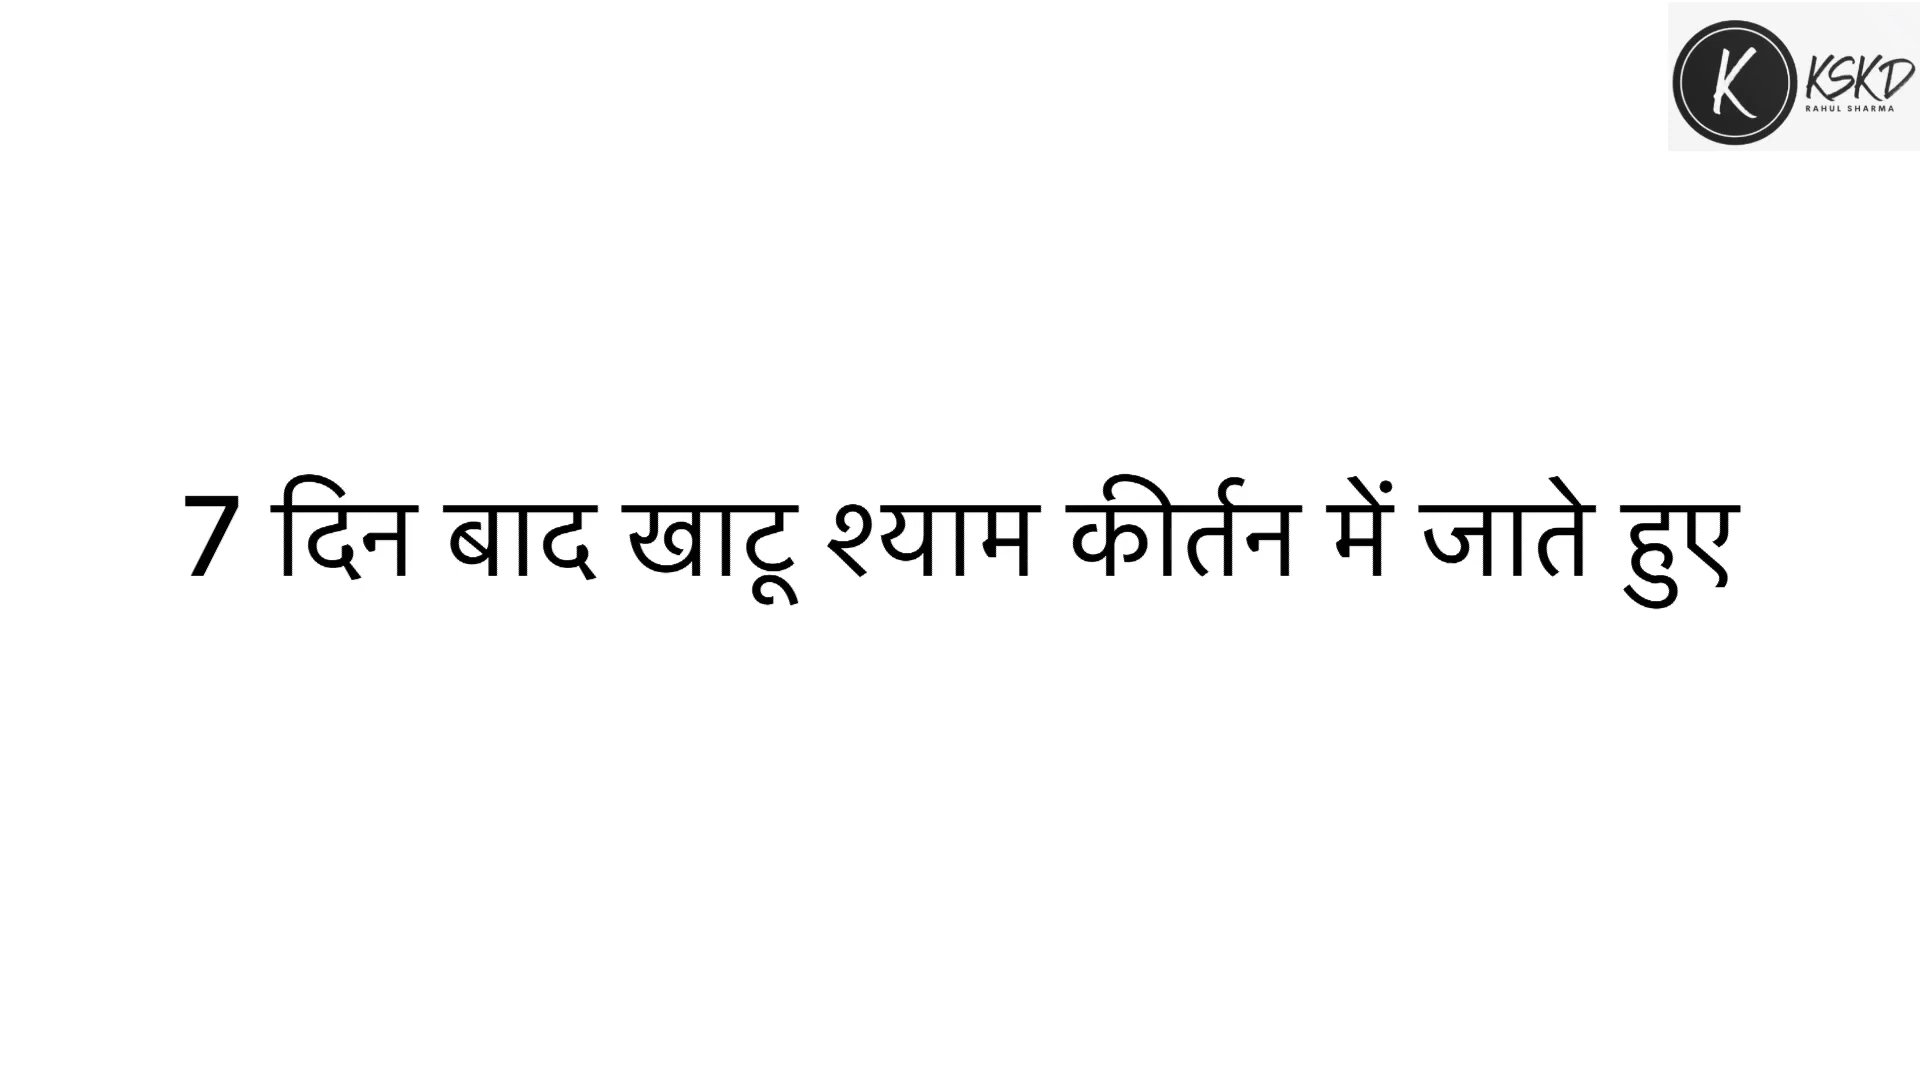 K KSKD
RAHUL SHARMA
7 दिन बाद खाटू श्याम कीर्तन में जाते हुए